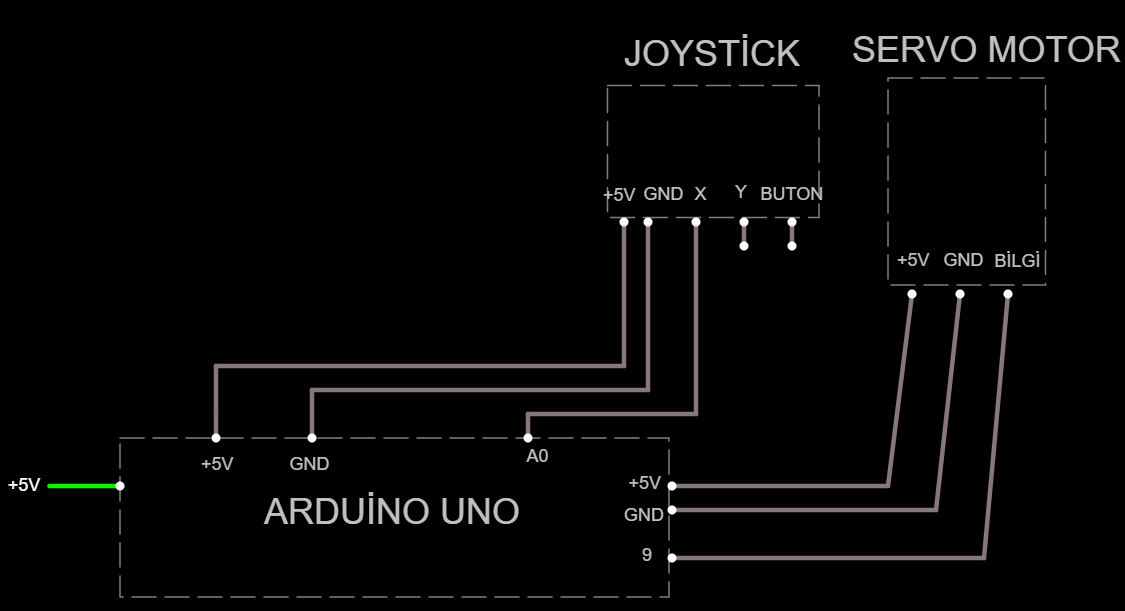 JOYSTİCK
SERVO MOTOR
+5V GND X Y BUTON
+5V GND BİLGİ
+5V GND A0
+5V
ARDUİNO UNO
+5V
GND
9